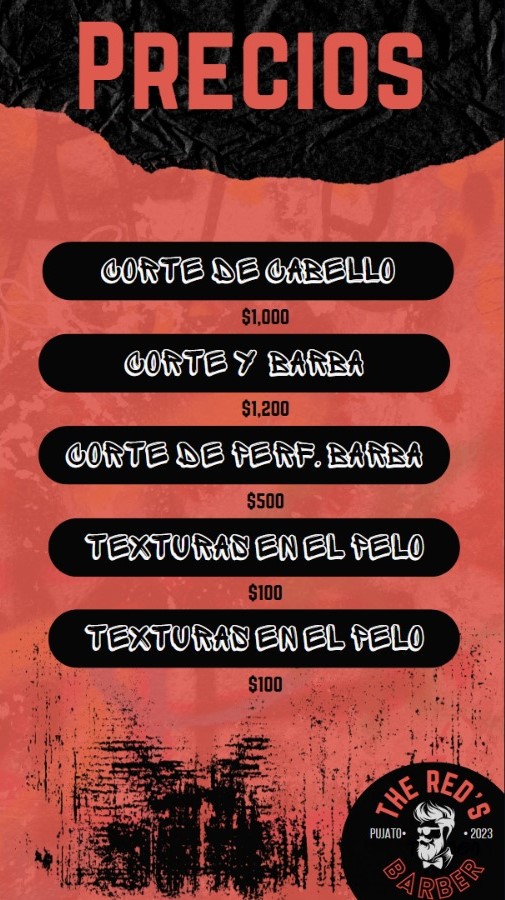 PRECIOS
CORTE DE CABELLO
$1,000
CORTE Y BARBA
$1,200
CORTE DE PERF. BARBA
$500
TEXTURAS EN EL PELO
$100
TEXTURAS EN EL PELO
$100
THE RED'S
PUJATO • • 2023
BARBER